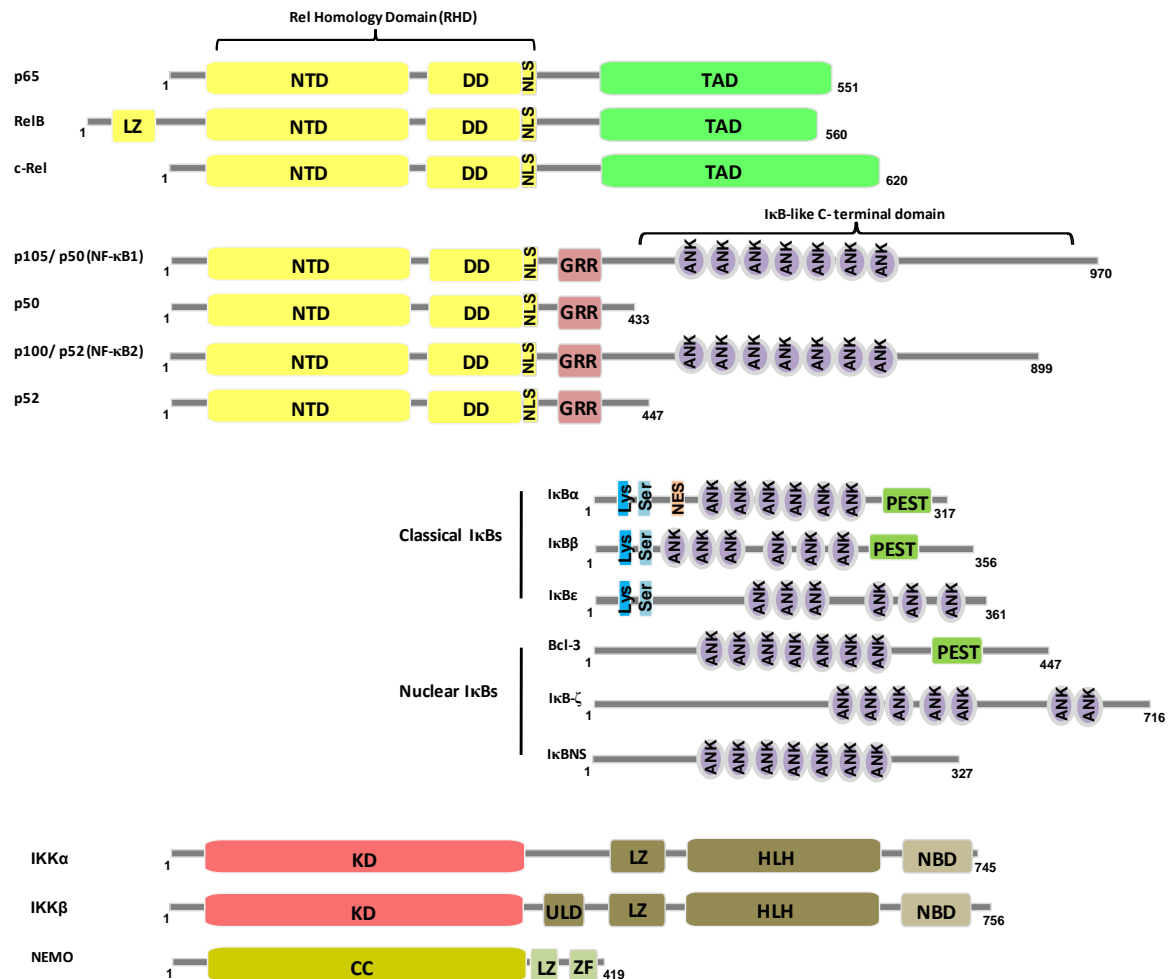 Rel Homology Domain (RHD)
p65 1 NTD DD NLS TAD 551
RelB 1 LZ NTD DD NLS TAD 560
c-Rel 1 NTD DD NLS TAD 620
IκB-like C- terminal domain
p105/ p50 (NF-κB1) 1 NTD DD NLS GRR ANK ANK ANK ANK ANK ANK ANK 970
p50 1 NTD DD NLS GRR 433
p100/ p52 (NF-κB2) 1 NTD DD NLS GRR ANK ANK ANK ANK ANK ANK ANK 899
p52 1 NTD DD NLS GRR 447
Classical IκBs
IκBα 1 Lys Ser NES ANK ANK ANK ANK ANK ANK PEST 317
IκBβ 1 Lys Ser ANK ANK ANK ANK ANK ANK PEST 356
IκBε 1 Lys Ser ANK ANK ANK ANK ANK ANK 361
Nuclear IκBs
Bcl-3 1 ANK ANK ANK ANK ANK ANK ANK PEST 447
IκB-ζ 1 ANK ANK ANK ANK ANK ANK ANK 716
IκBNS 1 ANK ANK ANK ANK ANK ANK ANK 327
IKKα 1 KD LZ HLH NBD 745
IKKβ 1 KD ULD LZ HLH NBD 756
NEMO 1 CC LZ ZF 419